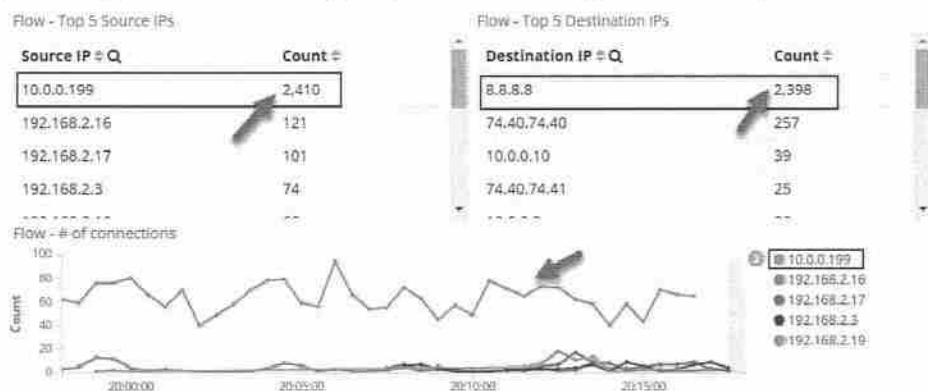 Flow - Top 5 Source IPs
Source IP Count
10.0.0.199 2,410
192.168.2.16 121
192.168.2.17 101
192.168.2.3 74
Flow - Top 5 Destination IPs
Destination IP Count
8.8.8.8 2,398
74.40.74.40 257
10.0.0.10 39
74.40.74.41 25
Flow - # of connections
Count
100
80
60
40
20
0
20:00:00 20:05:00 20:10:00 20:15:00
10.0.0.199
192.168.2.16
192.168.2.17
192.168.2.3
192.168.2.19